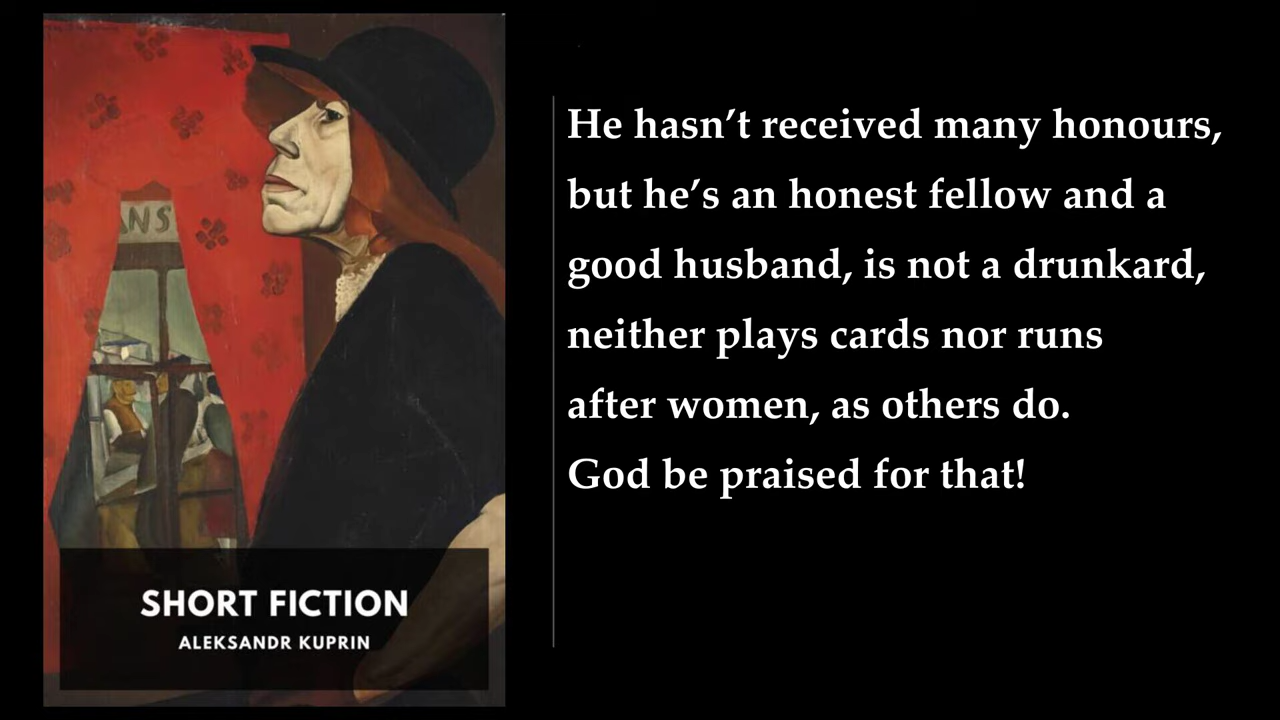 ANS
SHORT FICTION
ALEKSANDR KUPRIN
He hasn’t received many honours,
but he’s an honest fellow and a
good husband, is not a drunkard,
neither plays cards nor runs
after women, as others do.
God be praised for that!